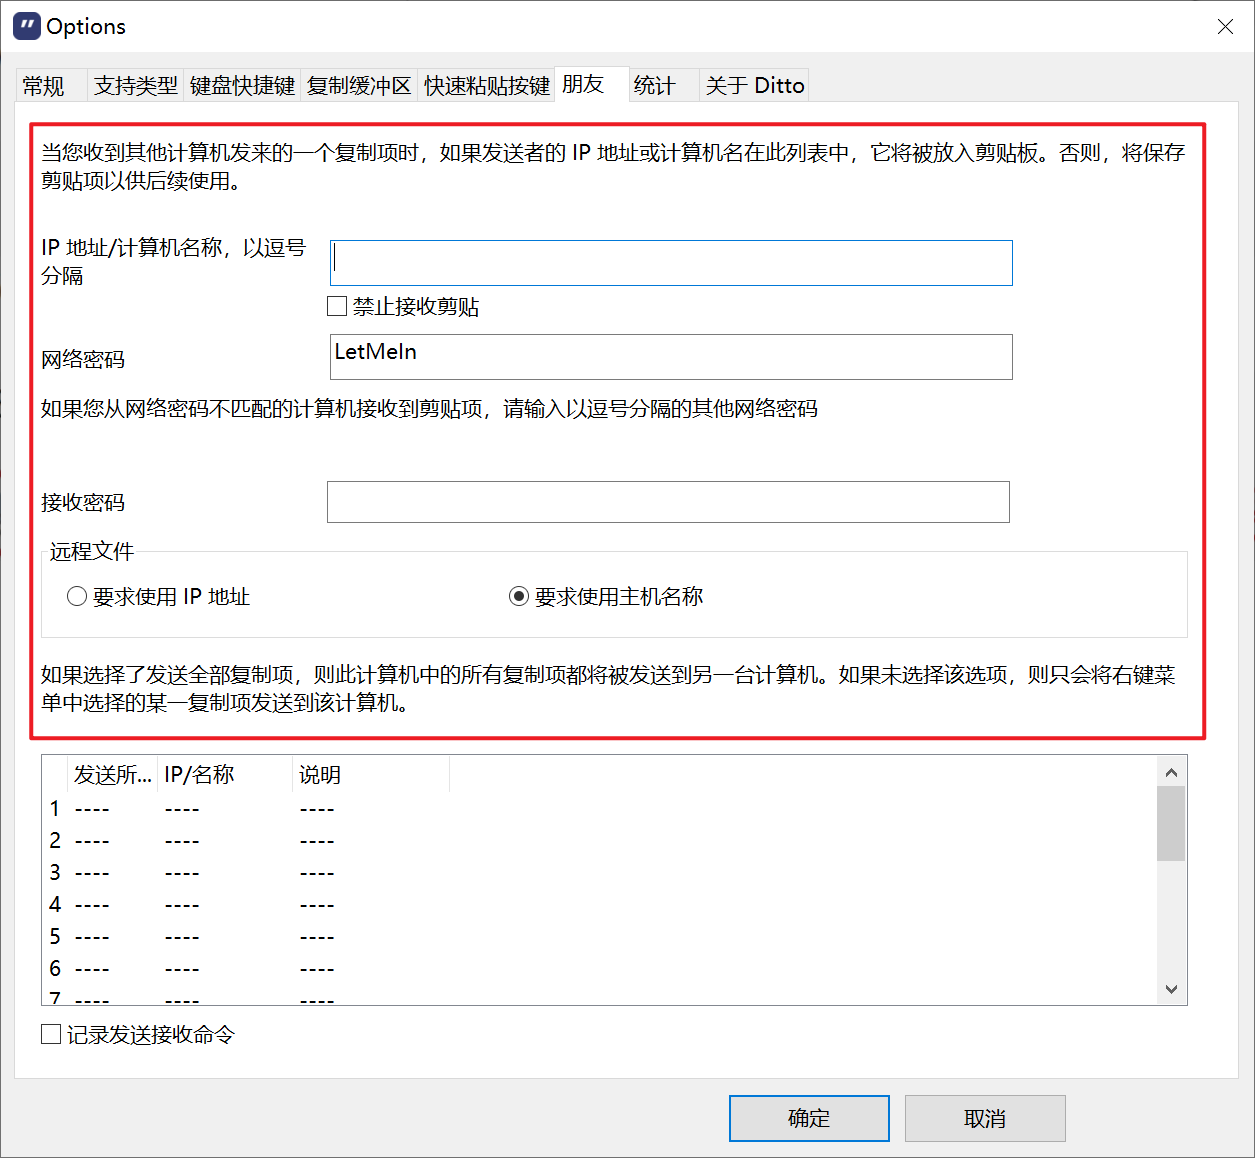 Options
常规 支持类型 键盘快捷键 复制缓冲区 快速粘贴按键 朋友 统计 关于 Ditto
当您收到其他计算机发来的一个复制项时，如果发送者的 IP 地址或计算机名在此列表中，它将被放入剪贴板。否则，将保存
剪贴项以供后续使用。
IP 地址/计算机名称，以逗号
分隔
禁止接收剪贴
网络密码 LetMeIn
如果您从网络密码不匹配的计算机接收到剪贴项，请输入以逗号分隔的其他网络密码
接收密码
远程文件
要求使用 IP 地址 要求使用主机名称
如果选择了发送全部复制项，则此计算机中的所有复制项都将被发送到另一台计算机。如果未选择该选项，则只会将右键菜
单中选择的某一复制项发送到该计算机。
发送所... IP/名称 说明
1 ---- ---- ----
2 ---- ---- ----
3 ---- ---- ----
4 ---- ---- ----
5 ---- ---- ----
6 ---- ---- ----
7 ---- ---- ----
记录发送接收命令
确定 取消